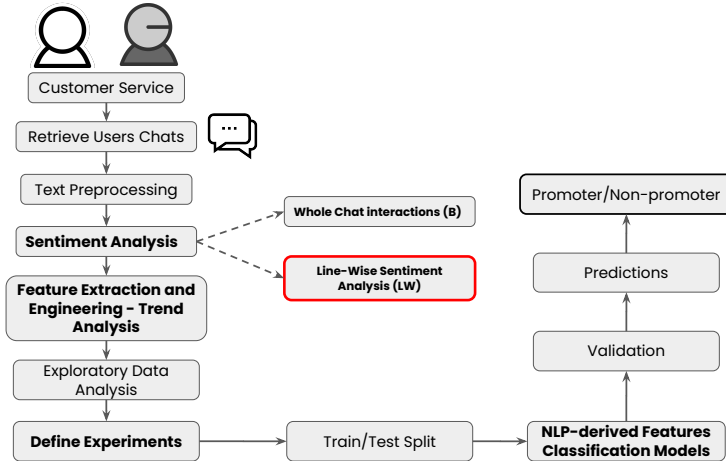 Customer Service
Retrieve Users Chats
Text Preprocessing
Sentiment Analysis
Feature Extraction and
Engineering - Trend
Analysis
Exploratory Data
Analysis
Define Experiments
Whole Chat interactions (B)
Line-Wise Sentiment
Analysis (LW)
Train/Test Split
NLP-derived Features
Classification Models
Validation
Predictions
Promoter/Non-promoter